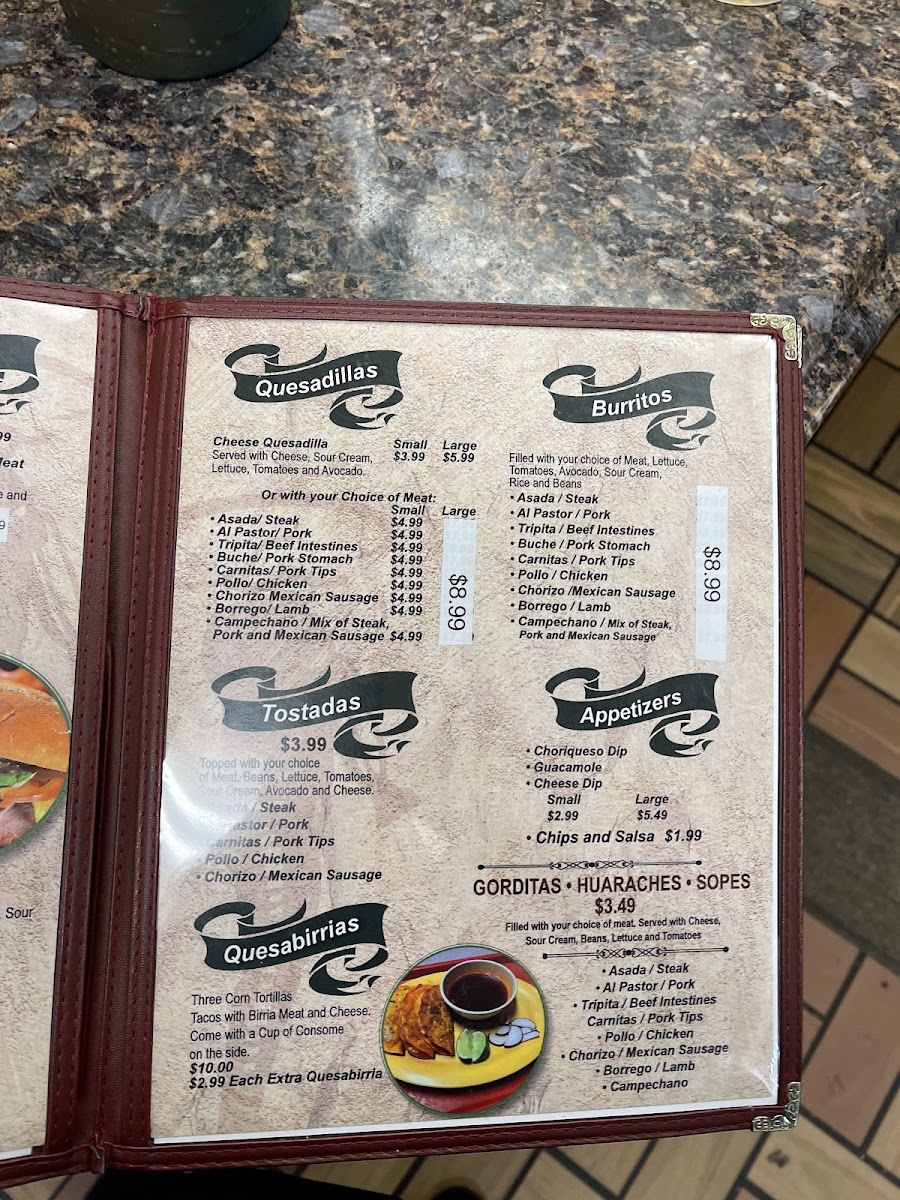 99
Meat
e and
9
Sour
Quesadillas
Cheese Quesadilla Small Large
Served with Cheese, Sour Cream, $3.99 $5.99
Lettuce, Tomatoes and Avocado.
Or with your Choice of Meat:
Small Large
• Asada/ Steak $4.99
• Al Pastor/ Pork $4.99
• Tripita/ Beef Intestines $4.99
• Buche/ Pork Stomach $4.99
• Carnitas/ Pork Tips $4.99
• Pollo/ Chicken $4.99
• Chorizo Mexican Sausage $4.99
• Borrego/ Lamb $4.99
• Campechano / Mix of Steak,
Pork and Mexican Sausage $4.99
$8.99
Burritos
Filled with your choice of Meat, Lettuce,
Tomatoes, Avocado, Sour Cream,
Rice and Beans
• Asada / Steak
• Al Pastor / Pork
• Tripita / Beef Intestines
• Buche / Pork Stomach
• Carnitas / Pork Tips
• Pollo / Chicken
• Chorizo /Mexican Sausage
• Borrego / Lamb
• Campechano / Mix of Steak,
Pork and Mexican Sausage
$8.99
Tostadas
$3.99
Topped with your choice
of Meat, Beans, Lettuce, Tomatoes,
Sour Cream, Avocado and Cheese.
Asada / Steak
Pastor / Pork
Carnitas / Pork Tips
• Pollo / Chicken
• Chorizo / Mexican Sausage
Appetizers
• Choriqueso Dip
• Guacamole
• Cheese Dip
Small Large
$2.99 $5.49
• Chips and Salsa $1.99
Quesabirrias
Three Corn Tortillas
Tacos with Birria Meat and Cheese.
Come with a Cup of Consome
on the side.
$10.00
$2.99 Each Extra Quesabirria
GORDITAS • HUARACHES • SOPES
$3.49
Filled with your choice of meat. Served with Cheese,
Sour Cream, Beans, Lettuce and Tomatoes
• Asada / Steak
• Al Pastor / Pork
• Tripita / Beef Intestines
Carnitas / Pork Tips
• Pollo / Chicken
• Chorizo / Mexican Sausage
• Borrego / Lamb
• Campechano